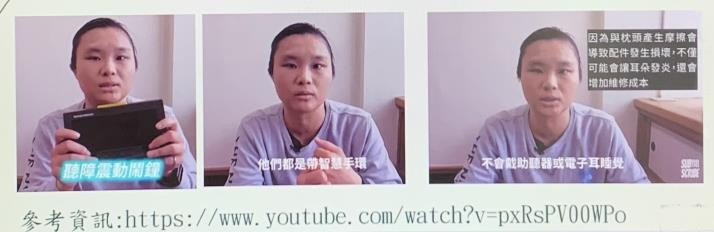 聽障震動鬧鐘
他們都是帶智慧手環
因為與枕頭產生摩擦會
導致配件發生損壞，不僅
可能會讓耳朵發炎，還會
增加維修成本
不會戴助聽器或電子耳睡覺
SCRUBE
參考資訊:https://www.youtube.com/watch?v=pxRsPV00WPo